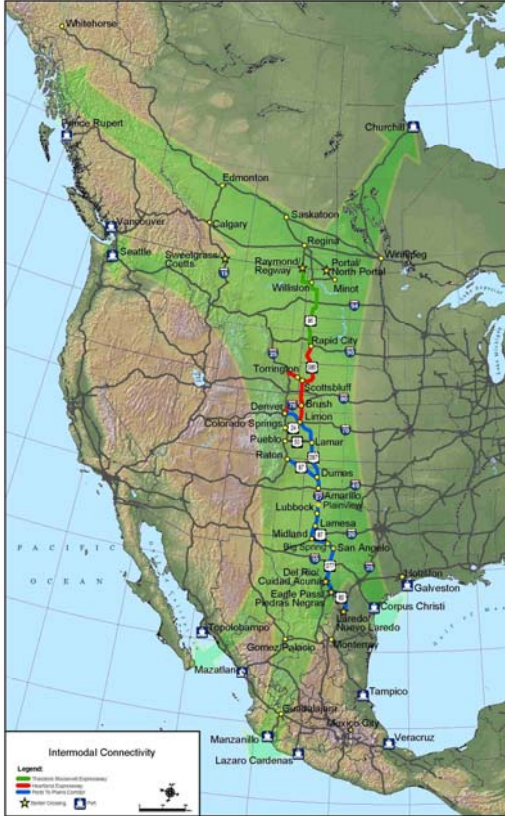 Whitehorse
Prince Rupert
Churchill
Edmonton
Saskatoon
Calgary
Vancouver
Seattle
Regina
Winnipeg
Sweetgrass
Coutts
Raymond/
Regway
Portal/
North Portal
Williston
Minot
Rapid City
Torrington
Scottsbluff
Denver
Brush
Limon
Colorado Springs
Pueblo
Lamar
Raton
Dumas
Amarillo
Plainview
Lubbock
Lamesa
Midland
Big Spring
San Angelo
Del Rio/
Cuidad Acuna
Eagle Pass/
Piedras Negras
Laredo/
Nuevo Laredo
Houston
Galveston
Corpus Christi
PACIFIC
OCEAN
Topolobampo
Gomez/Palacio
Monterrey
Mazatlan
Tampico
Guadalajara
Mexico City
Manzanillo
Veracruz
Lazaro Cardenas
Intermodal Connectivity
Legend:
Theodore Roosevelt Expressway
Heartland Expressway
Ports To Plains Corridor
Border Crossing
Port